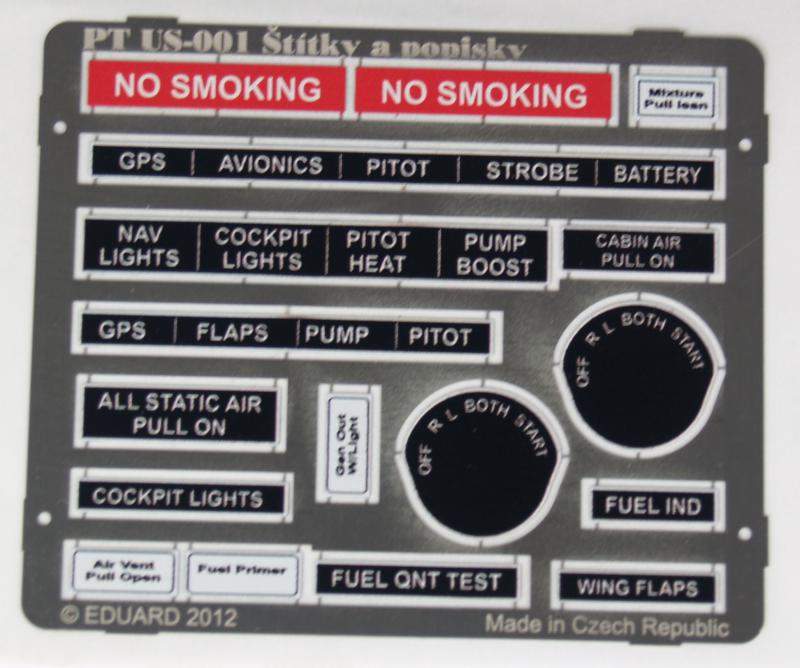 PT US-001 Štítky a popisky
NO SMOKING NO SMOKING
Mixture
Pull lean
GPS AVIONICS PITOT STROBE BATTERY
NAV
LIGHTS
COCKPIT
LIGHTS
PITOT
HEAT
PUMP
BOOST
CABIN AIR
PULL ON
GPS FLAPS PUMP PITOT
OFF R L BOTH START
ALL STATIC AIR
PULL ON
Gen Out
W/Light
OFF R L BOTH START
COCKPIT LIGHTS
FUEL IND
Air Vent
Pull Open
Fuel Primer
FUEL QNT TEST
WING FLAPS
© EDUARD 2012
Made in Czech Republic